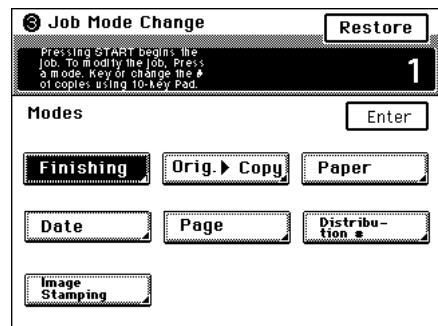 3 Job Mode Change
Restore
Pressing START begins the
job. To modify the job, Press
a mode. Key or change the #
of copies using 10-key Pad.
1
Modes
Enter
Finishing
Orig. ▶ Copy
Paper
Date
Page
Distribu-
tion #
Image
Stamping